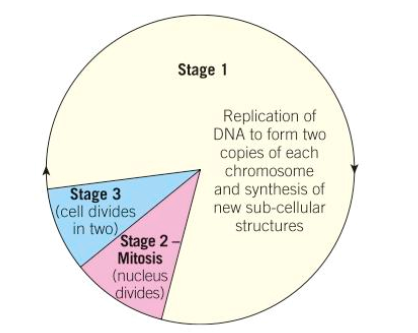 Stage 1
Replication of
DNA to form two
copies of each
chromosome
and synthesis of
new sub-cellular
structures
Stage 3
(cell divides
in two)
Stage 2 –
Mitosis
(nucleus
divides)